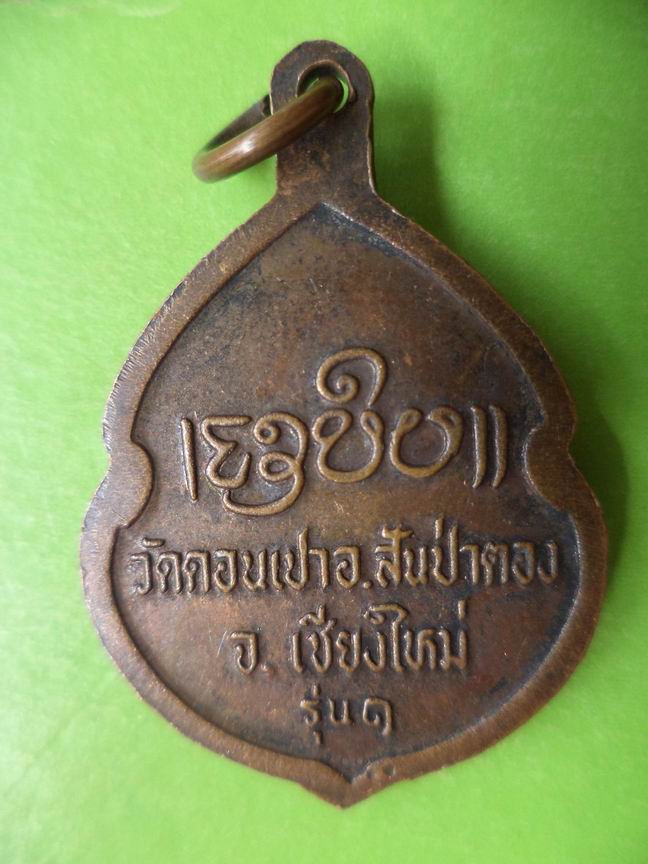 วัดดอนเปาอ.สันป่าตอง
จ. เชียงใหม่
รุ่น๑